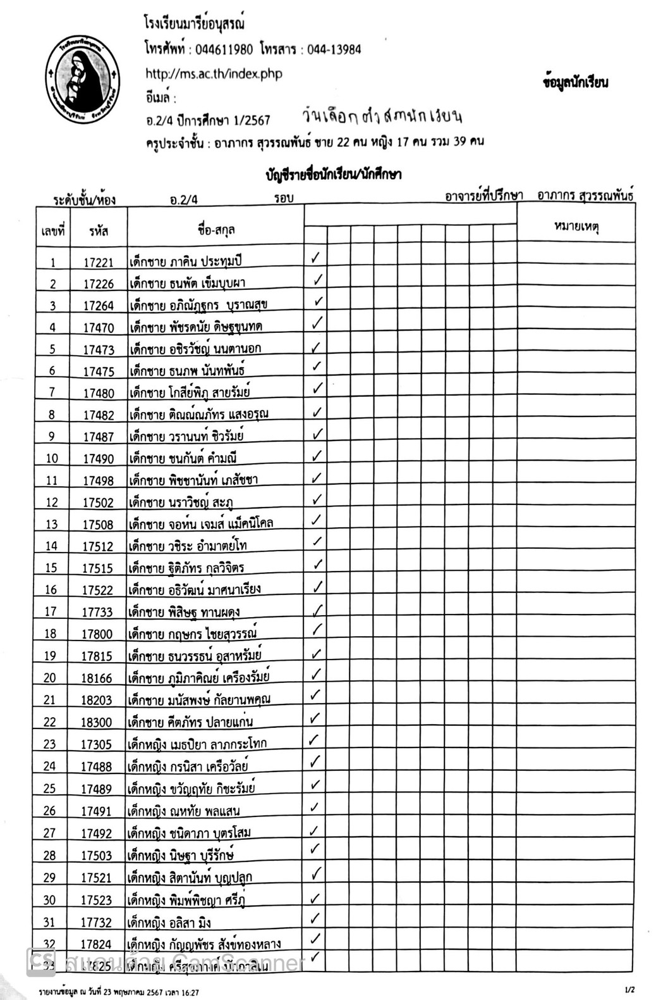 โรงเรียนมารีย์อนุสรณ์
โทรศัพท์ : 044611980 โทรสาร : 044-13984
http://ms.ac.th/index.php
ข้อมูลนักเรียน
อีเมล์ :
อ.2/4 ปีการศึกษา 1/2567 วันเลือกตั้งสภานักเรียน
ครูประจำชั้น : อาภากร สุวรรณพันธ์ ชาย 22 คน หญิง 17 คน รวม 39 คน
บัญชีรายชื่อนักเรียน/นักศึกษา
ระดับชั้น/ห้อง อ.2/4 รอบ อาจารย์ที่ปรึกษา อาภากร สุวรรณพันธ์
เลขที่ รหัส ชื่อ-สกุล หมายเหตุ
1 17221 เด็กชาย ภาคิน ประทุมปี ✓
2 17226 เด็กชาย ธนพัต เข็มบุบผา ✓
3 17264 เด็กชาย อภิณัฎฐกร บุราณสุข ✓
4 17470 เด็กชาย พัชรดนัย ดิษฐขุนทด ✓
5 17473 เด็กชาย อชิรวัชญ์ นนตานอก ✓
6 17475 เด็กชาย ธนภพ นันทพันธ์ ✓
7 17480 เด็กชาย โกสีย์พิภู สายรัมย์ ✓
8 17482 เด็กชาย ติณณ์ณภัทร แสงอรุณ ✓
9 17487 เด็กชาย วรานนท์ ชิวรัมย์ ✓
10 17490 เด็กชาย ชนกันต์ คำมณี ✓
11 17498 เด็กชาย พิชชานันท์ เภสัชชา ✓
12 17502 เด็กชาย นราวิชญ์ สะภู ✓
13 17508 เด็กชาย จอห์น เจมส์ แม็คนิโคล ✓
14 17512 เด็กชาย วชิระ อำมาตย์โท ✓
15 17515 เด็กชาย ฐิติภัทร กุลวิจิตร ✓
16 17522 เด็กชาย อธิวัฒน์ มาศนาเรียง ✓
17 17733 เด็กชาย พิสิษฐ ทานผดุง ✓
18 17800 เด็กชาย กฤษกร ไชยสุวรรณ์ ✓
19 17815 เด็กชาย ธนวรรธน์ อุสาหรัมย์ ✓
20 18166 เด็กชาย ภูมิภาคิณย์ เครืองรัมย์ ✓
21 18203 เด็กชาย มนัสพงษ์ กัลยานพคุณ ✓
22 18300 เด็กชาย คีตภัทร ปลายแก่น ✓
23 17305 เด็กหญิง เมธปิยา ลาภกระโทก ✓
24 17488 เด็กหญิง กรนิสา เครือวัลย์ ✓
25 17489 เด็กหญิง ขวัญฤทัย กิชะรัมย์ ✓
26 17491 เด็กหญิง ณหทัย พลแสน ✓
27 17492 เด็กหญิง ชนิดาภา บุตรโสม ✓
28 17503 เด็กหญิง นิษฐา บุรีรักษ์ ✓
29 17521 เด็กหญิง สิตานันท์ บุญปลูก ✓
30 17523 เด็กหญิง พิมพ์พิชญา ศรีภู่ ✓
31 17732 เด็กหญิง อลิสา มิง ✓
32 17824 เด็กหญิง กัญญพัชร สังข์ทองหลาง ✓
33 17825 เด็กหญิง ✓
CS สแกนด้วย CamScanner
รายงานข้อมูล ณ วันที่ 23 พฤษภาคม 2567 เวลา 16:27 1/2